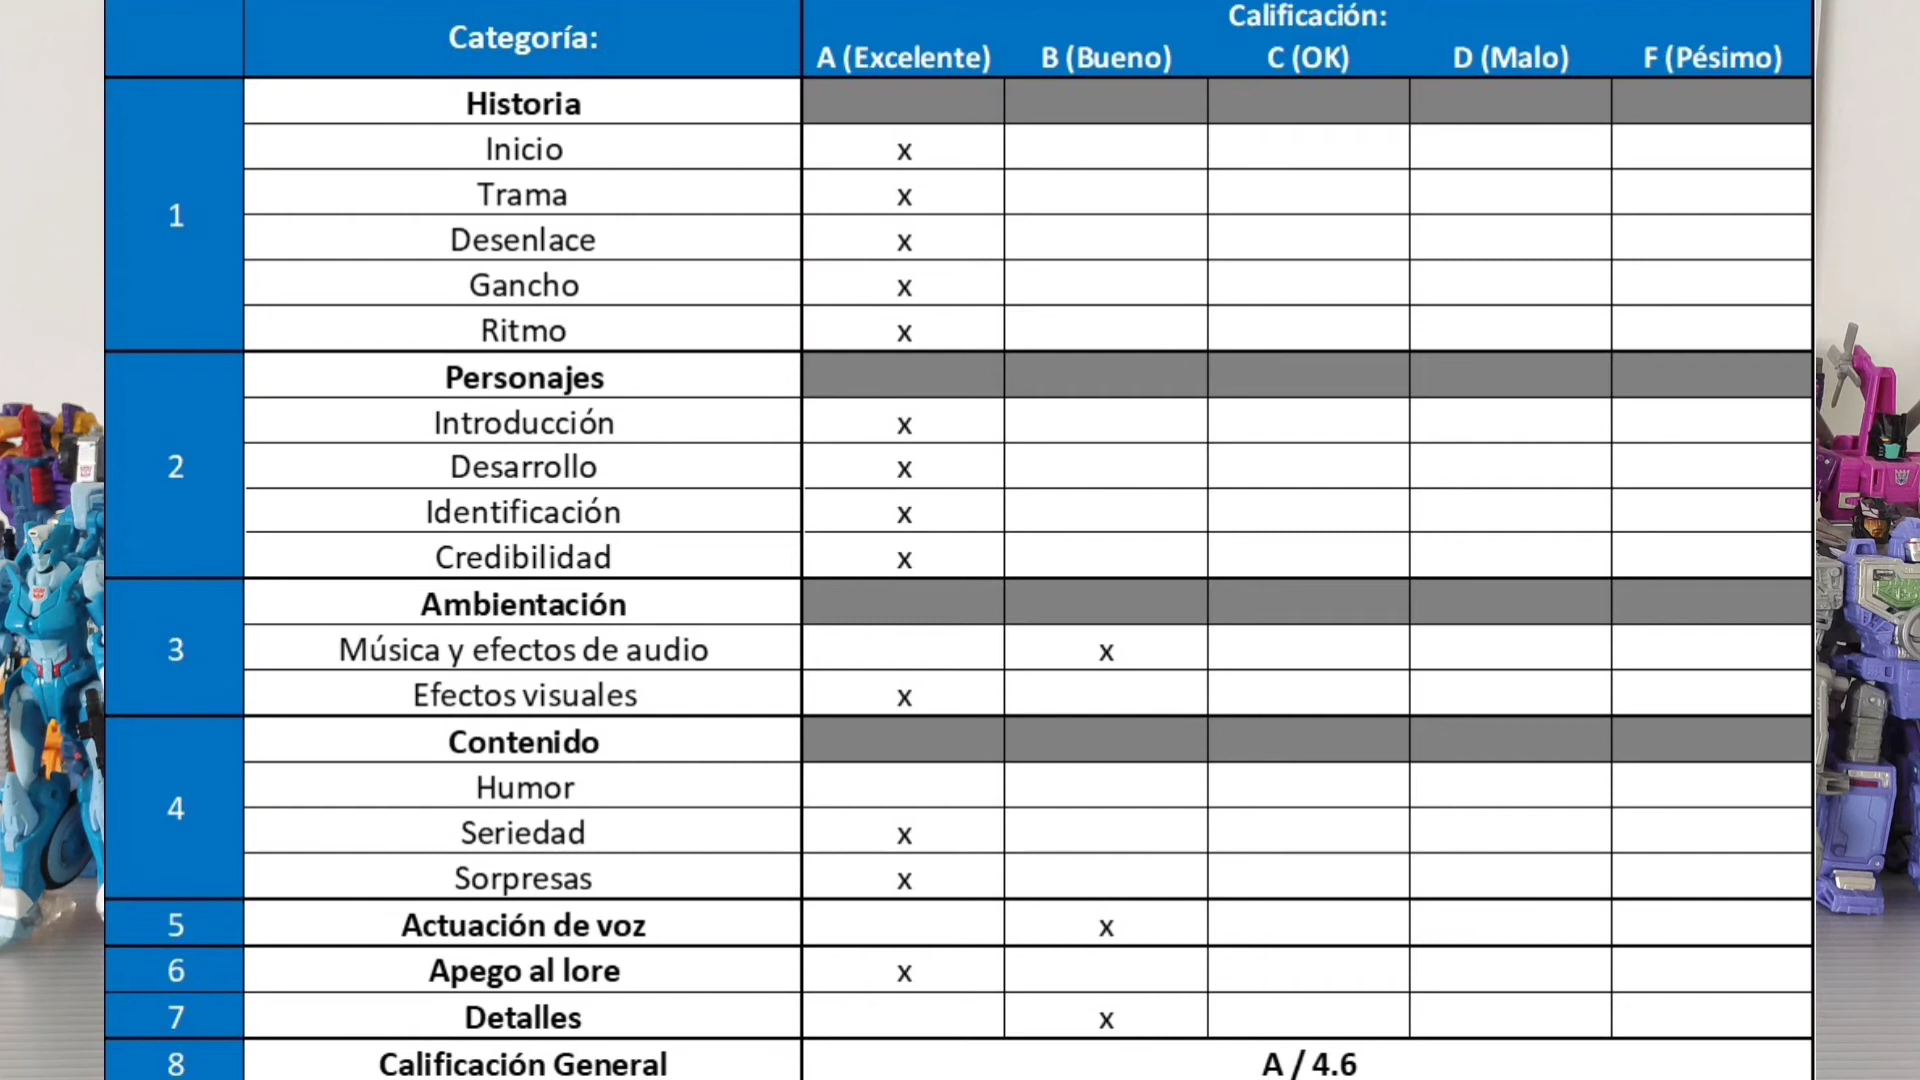 Categoría:
Calificación:
A (Excelente) B (Bueno) C (OK) D (Malo) F (Pésimo)
1
Historia
Inicio x
Trama x
Desenlace x
Gancho x
Ritmo x
2
Personajes
Introducción x
Desarrollo x
Identificación x
Credibilidad x
3
Ambientación
Música y efectos de audio x
Efectos visuales x
4
Contenido
Humor
Seriedad x
Sorpresas x
5 Actuación de voz x
6 Apego al lore x
7 Detalles x
8 Calificación General A / 4.6